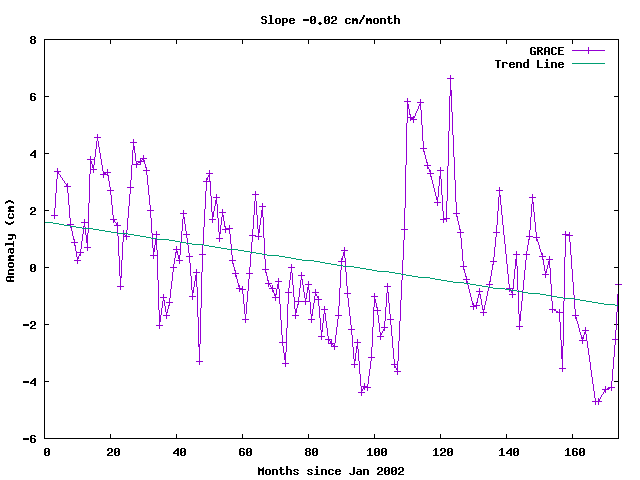 Slope -0.02 cm/month
GRACE
Trend Line
8
6
4
2
0
-2
-4
-6
Anomaly (cm)
0 20 40 60 80 100 120 140 160
Months since Jan 2002